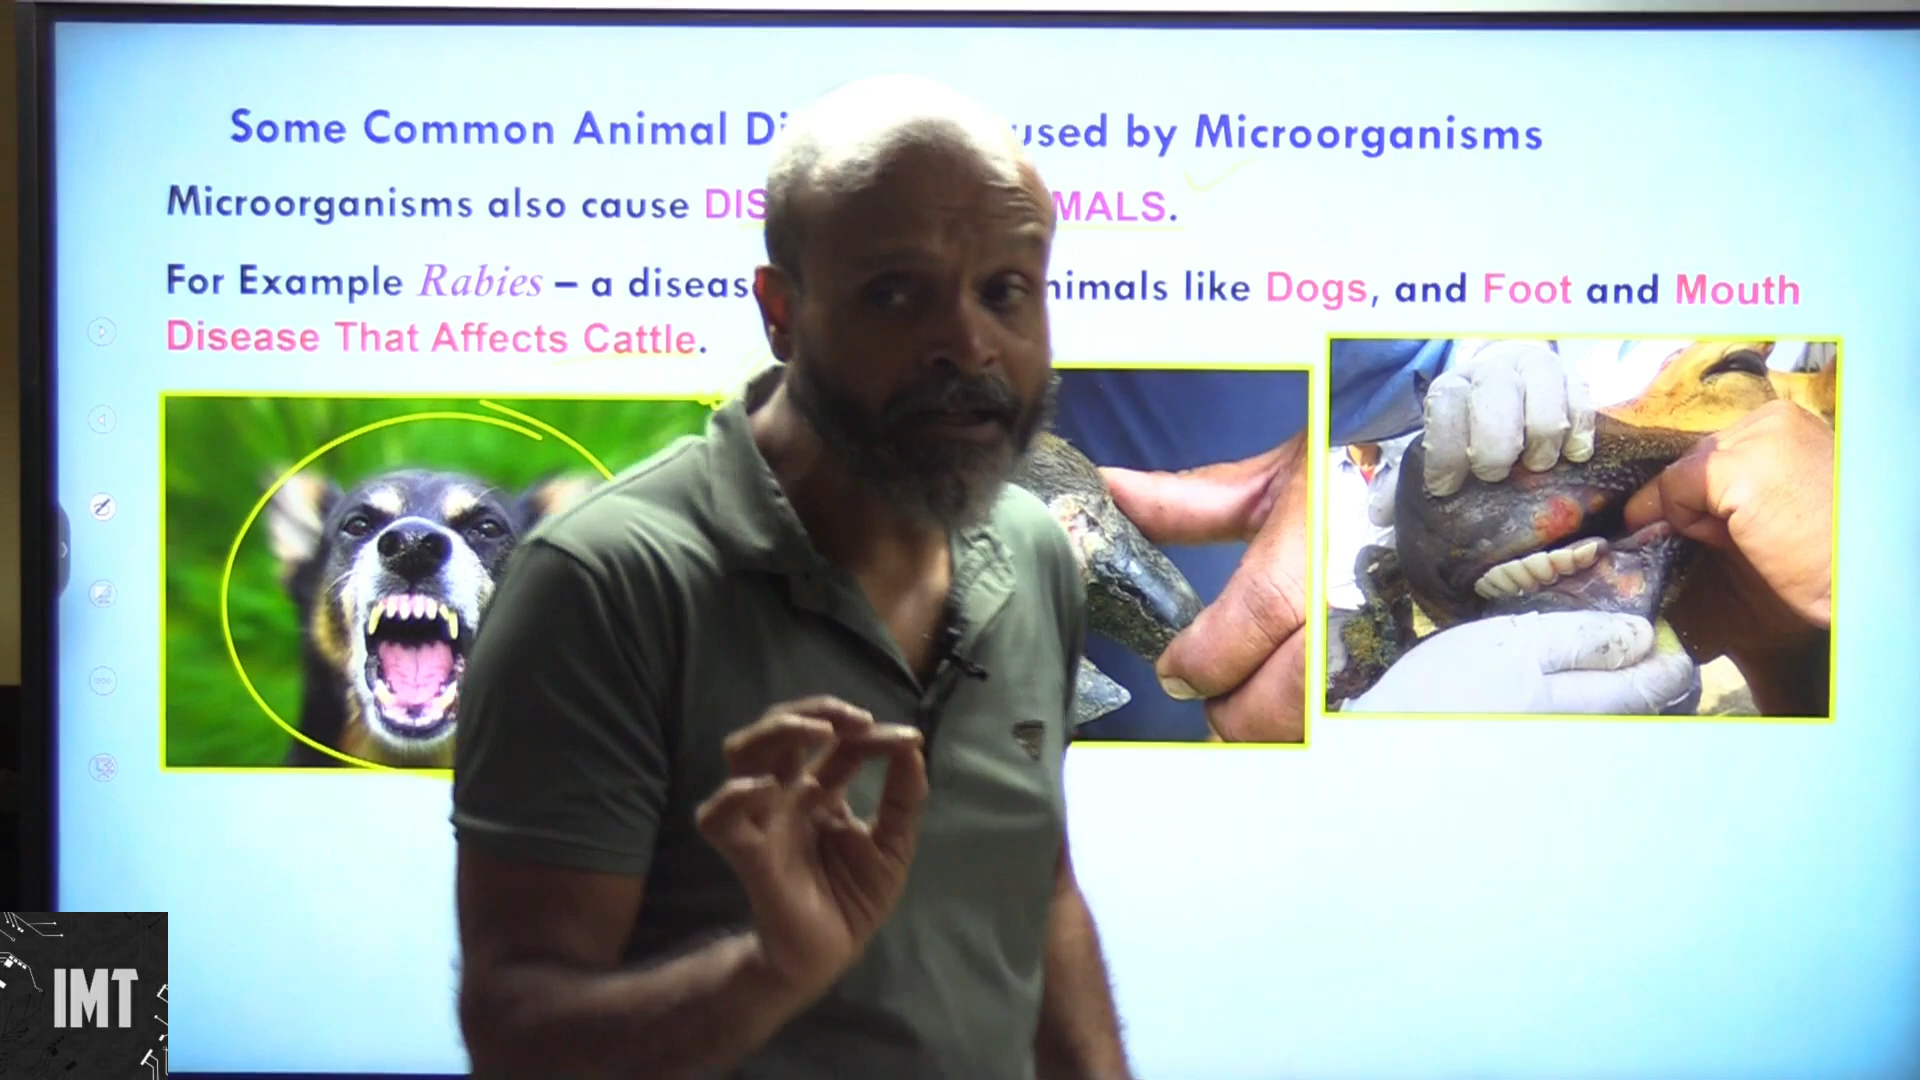 Some Common Animal Di used by Microorganisms
Microorganisms also cause DIS MALS.
For Example Rabies – a diseas nimals like Dogs, and Foot and Mouth
Disease That Affects Cattle.
IMT